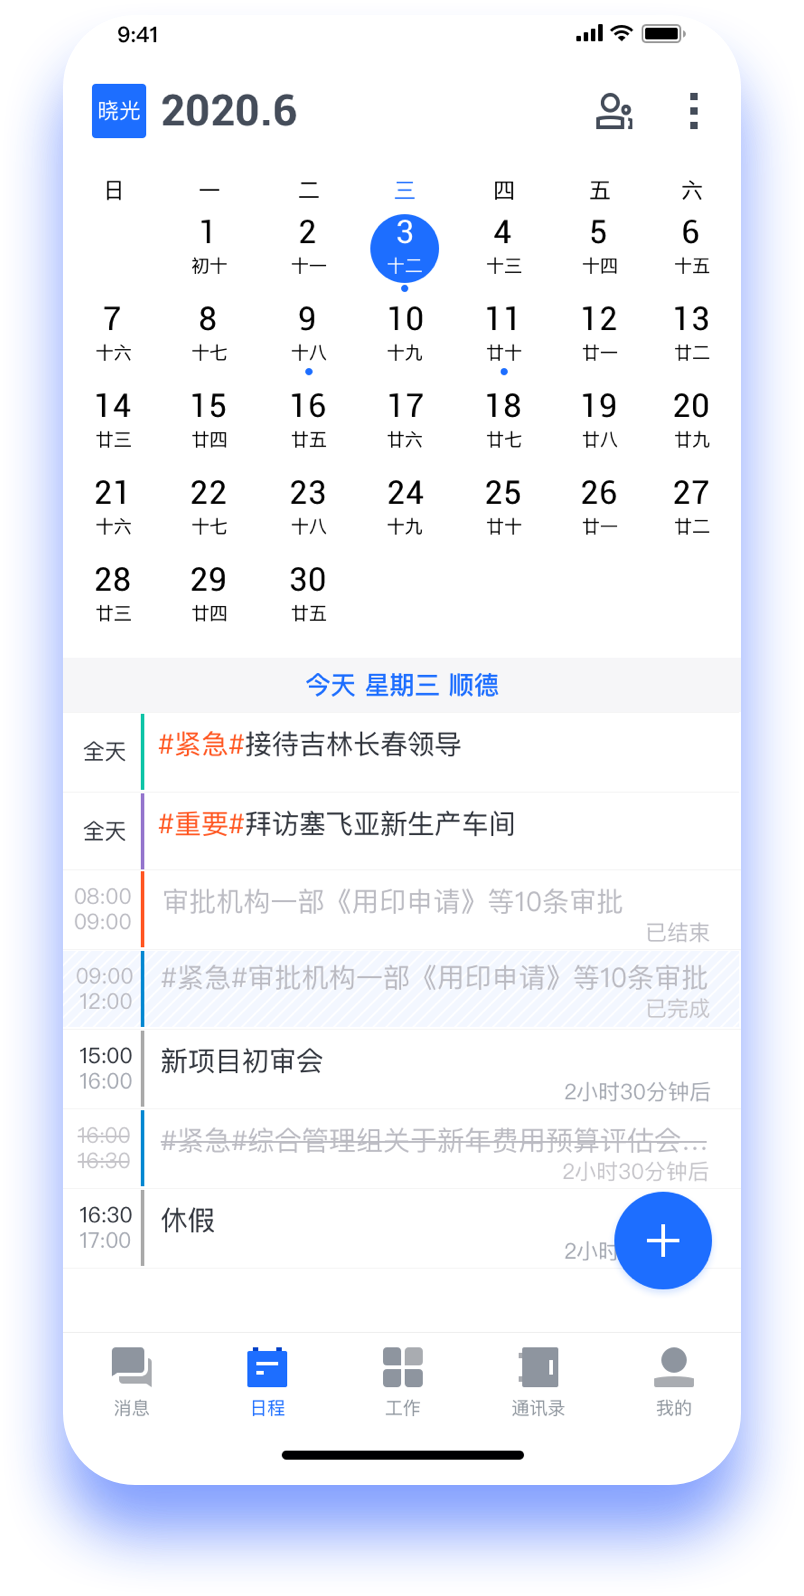 9:41
晓光 2020.6
日 一 二 三 四 五 六
1 2 3 4 5 6
初十 十一 十二 十三 十四 十五
7 8 9 10 11 12 13
十六 十七 十八 十九 廿十 廿一 廿二
14 15 16 17 18 19 20
廿三 廿四 廿五 廿六 廿七 廿八 廿九
21 22 23 24 25 26 27
十六 十七 十八 十九 廿十 廿一 廿二
28 29 30
廿三 廿四 廿五
今天 星期三 顺德
全天 #紧急#接待吉林长春领导
全天 #重要#拜访塞飞亚新生产车间
08:00 审批机构一部《用印申请》等10条审批
09:00 已结束
09:00 #紧急#审批机构一部《用印申请》等10条审批
12:00 已完成
15:00 新项目初审会
16:00 2小时30分钟后
16:00 #紧急#综合管理组关于新年费用预算评估会...
16:30 2小时30分钟后
16:30 休假
17:00 2小时
消息 日程 工作 通讯录 我的